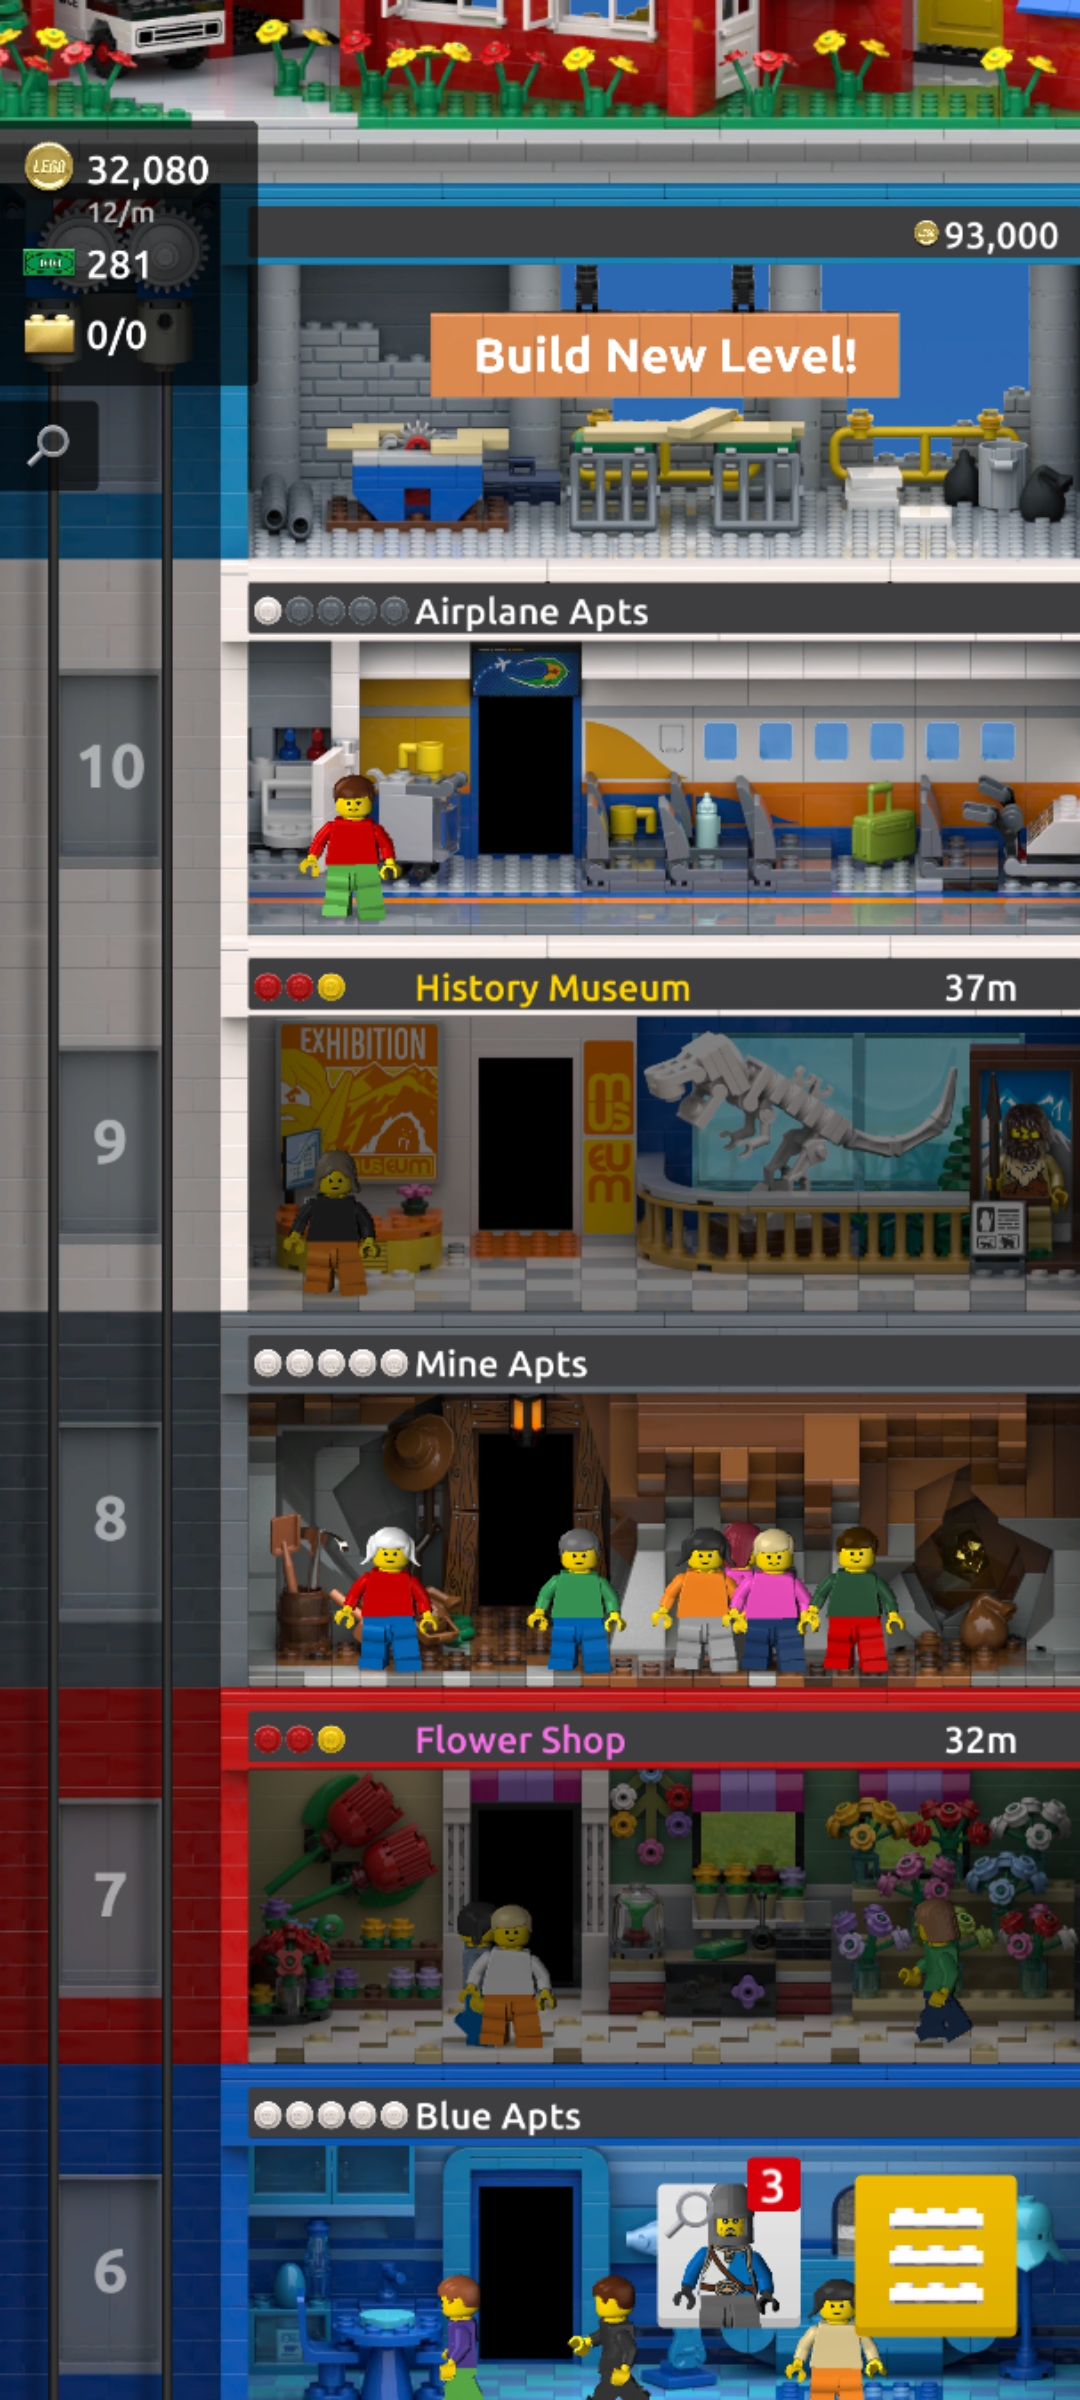 LEGO 32,080
12/m
281
0/0
93,000
Build New Level!
Airplane Apts
10
History Museum 37m
EXHIBITION
MUSEUM
MUSEUM
9
Mine Apts
8
Flower Shop 32m
7
Blue Apts
3
6